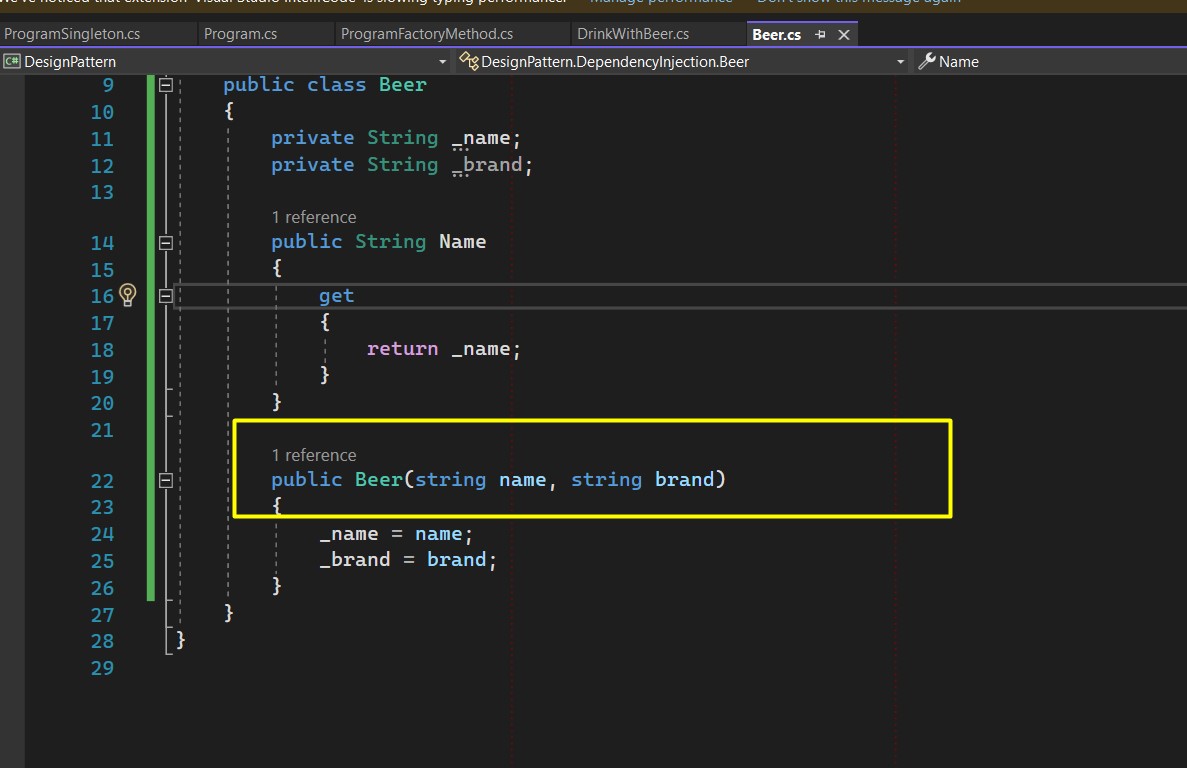 We've noticed that extension 'Visual Studio IntelliCode' is slowing typing performance. Manage performance Don't show this message again
ProgramSingleton.cs Program.cs ProgramFactoryMethod.cs DrinkWithBeer.cs Beer.cs
C# DesignPattern DesignPattern.DependencyInjection.Beer Name
9 public class Beer
10 {
11 private String _name;
12 private String _brand;
13
1 reference
14 public String Name
15 {
16 get
17 {
18 return _name;
19 }
20 }
21
1 reference
22 public Beer(string name, string brand)
23 {
24 _name = name;
25 _brand = brand;
26 }
27 }
28 }
29